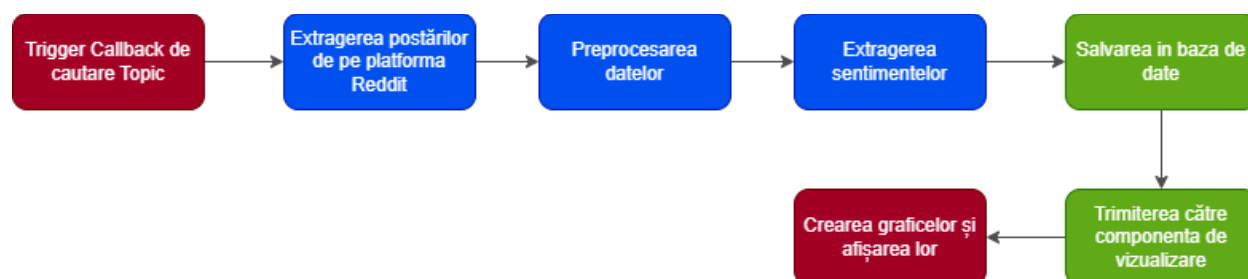 Trigger Callback de
cautare Topic
Extragerea postărilor
de pe platforma
Reddit
Preprocesarea
datelor
Extragerea
sentimentelor
Salvarea in baza de
date
Trimiterea către
componenta de
vizualizare
Crearea graficelor și
afișarea lor